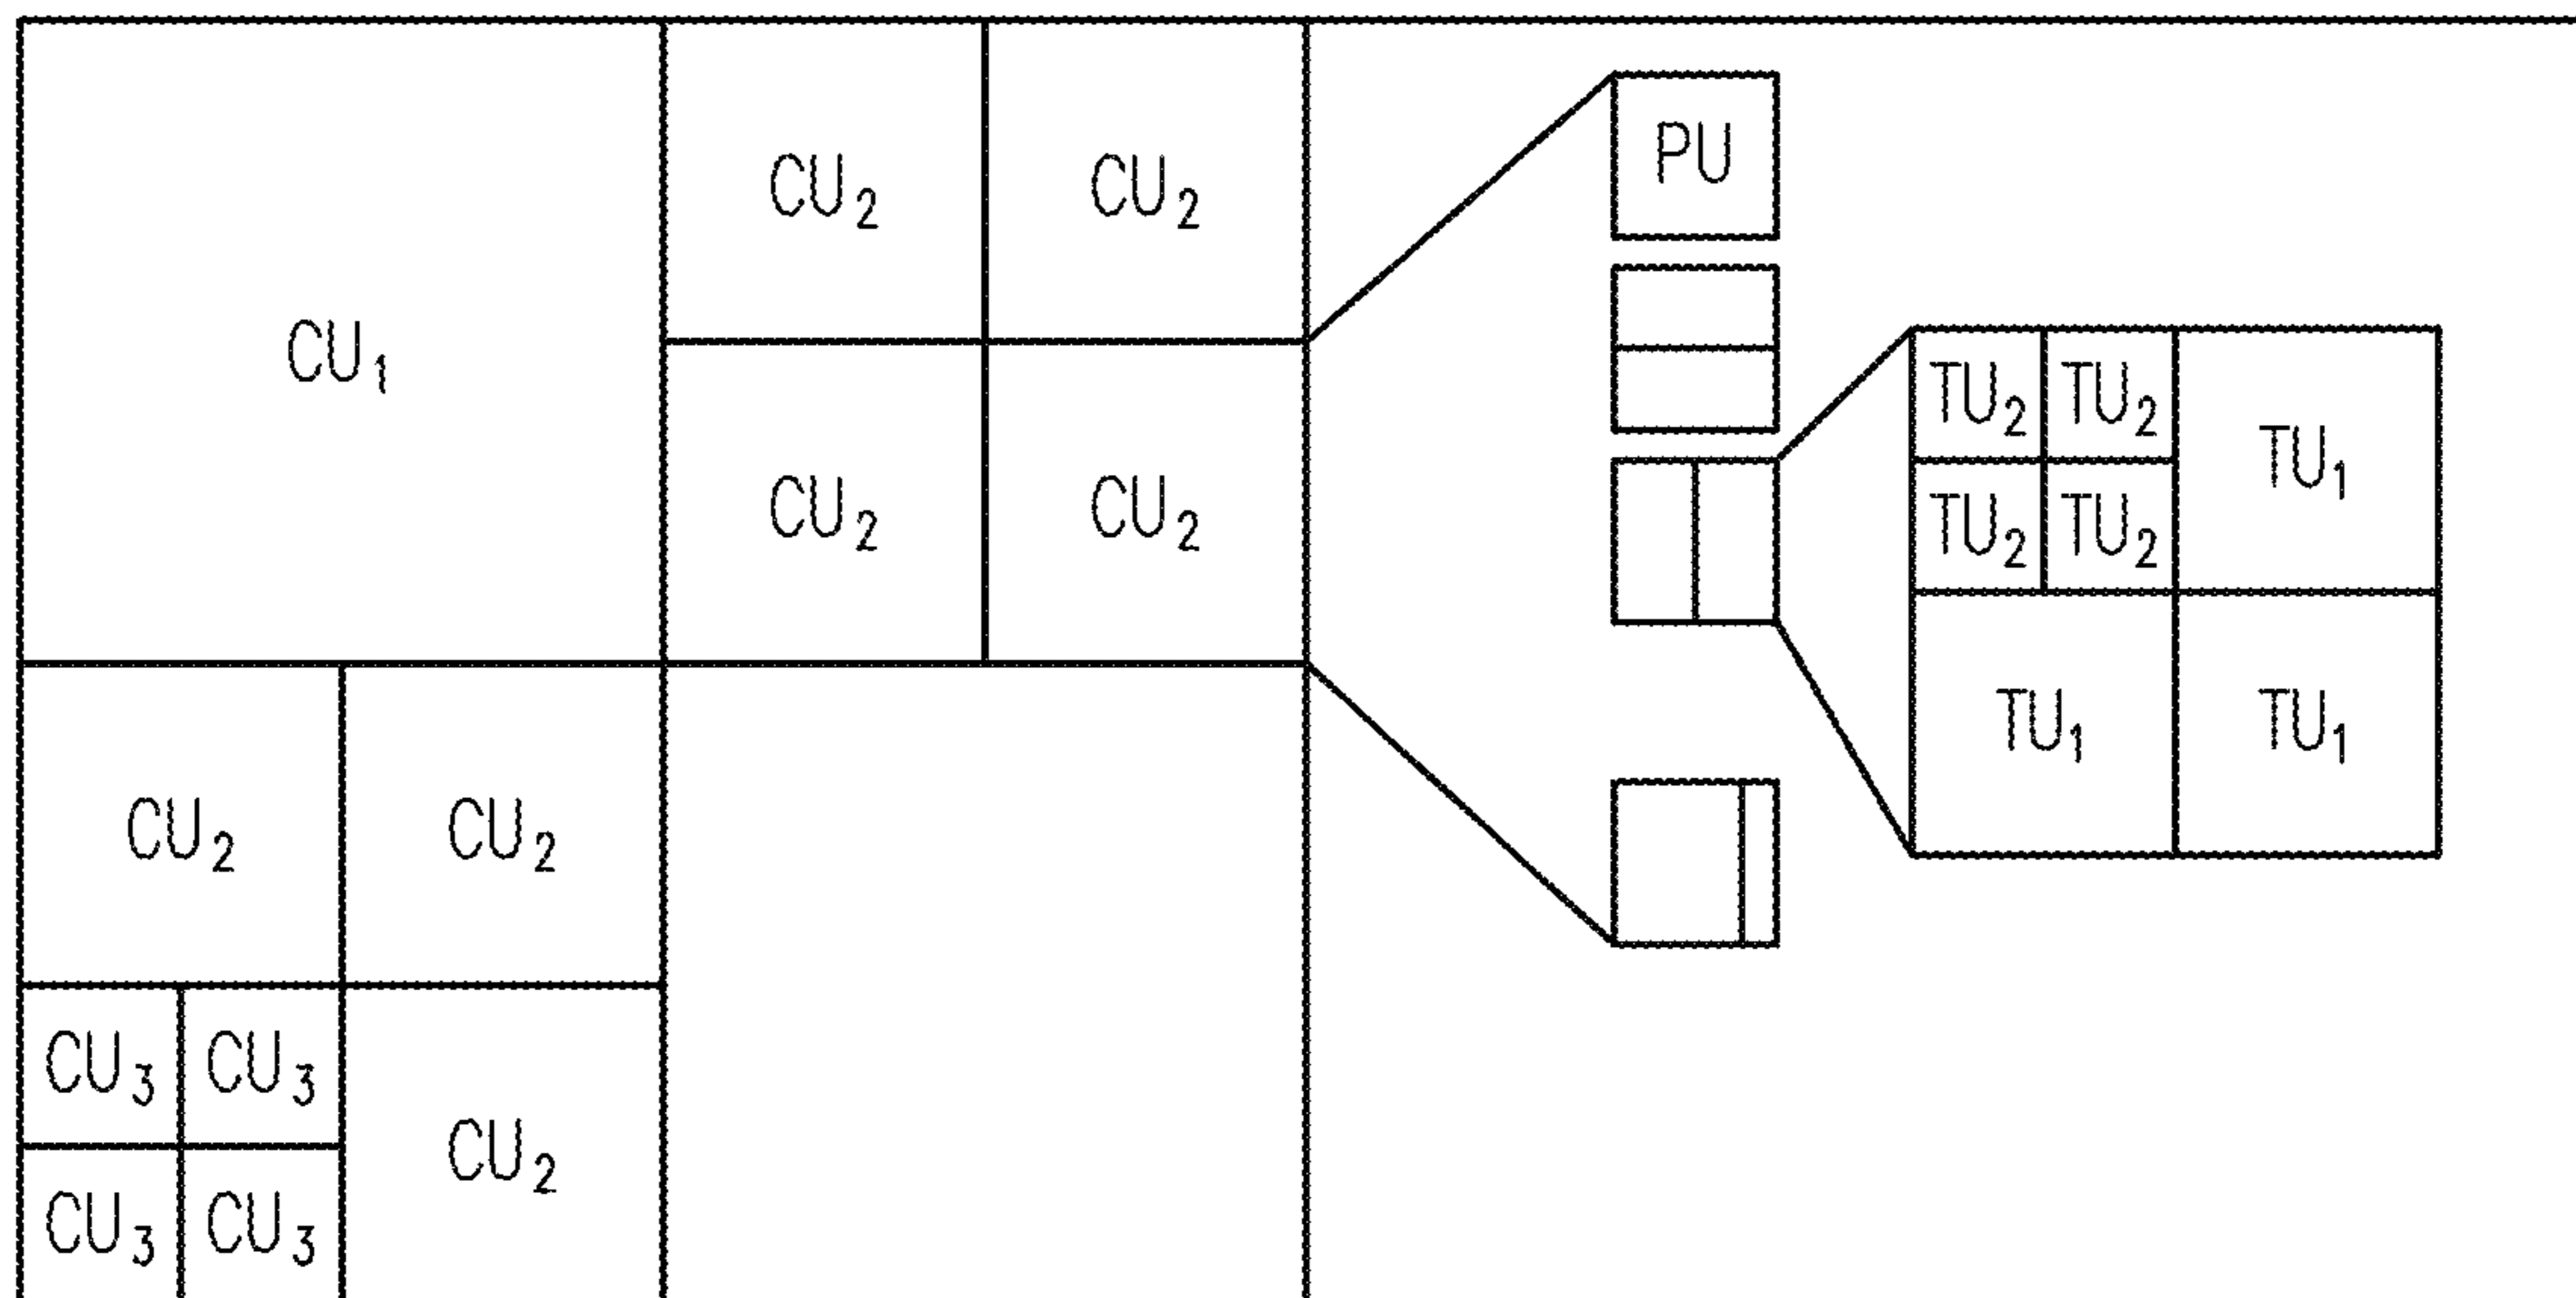 CU₂ CU₂ PU
CU₁ TU₂ TU₂ TU₁
CU₂ CU₂ TU₂ TU₂
TU₁ TU₁
CU₂ CU₂
CU₃ CU₃ CU₂
CU₃ CU₃